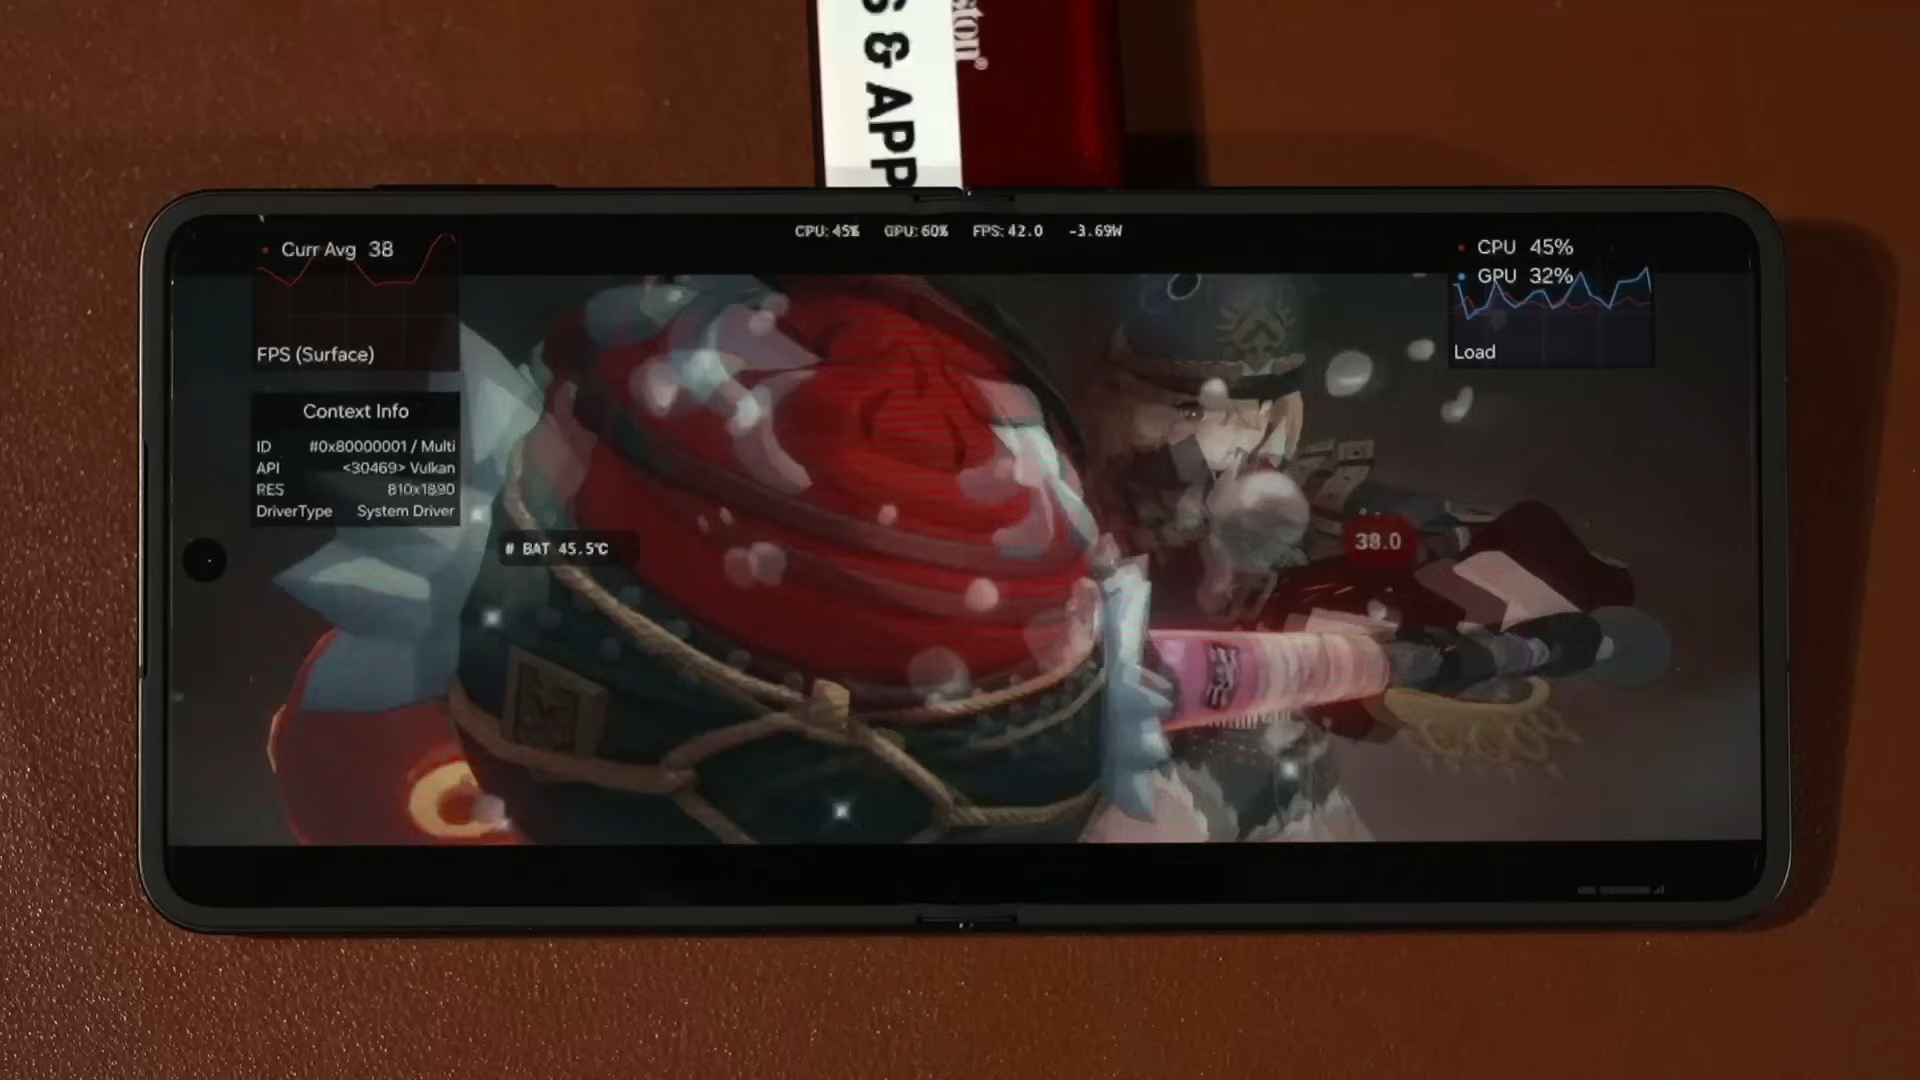 S & APP
ston®
CPU: 45% GPU: 60% FPS: 42.0 -3.69W
Curr Avg 38
FPS (Surface)
CPU 45%
GPU 32%
Load
Context Info
ID #0x80000001 / Multi
API <30469> Vulkan
RES 810x1890
DriverType System Driver
# BAT 45.5℃
38.0